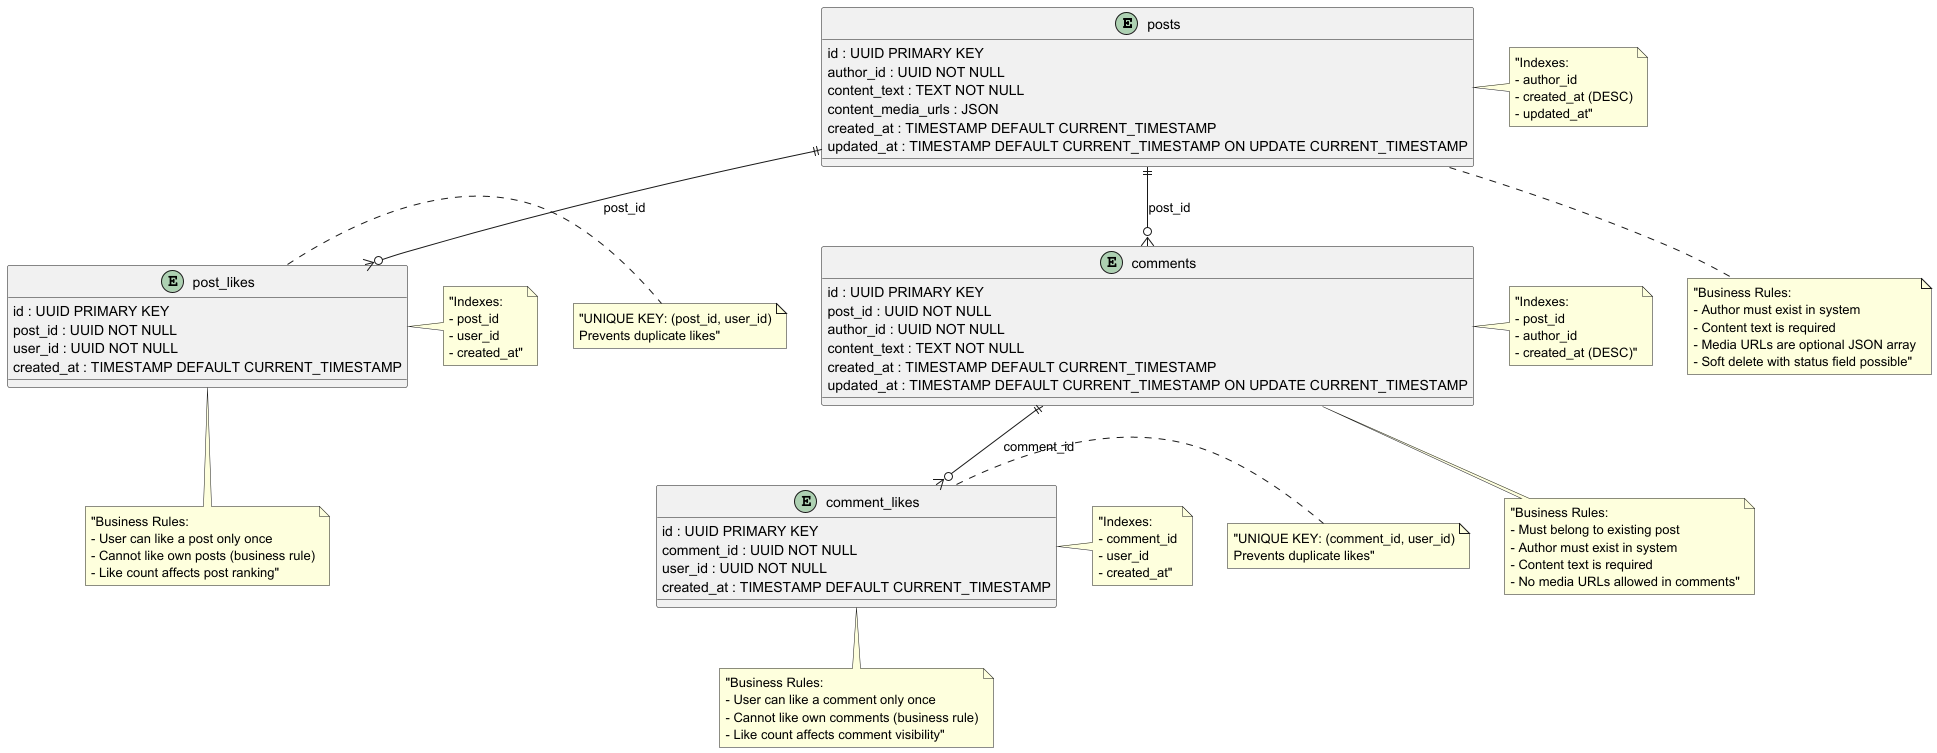 E posts
id : UUID PRIMARY KEY
author_id : UUID NOT NULL
content_text : TEXT NOT NULL
content_media_urls : JSON
created_at : TIMESTAMP DEFAULT CURRENT_TIMESTAMP
updated_at : TIMESTAMP DEFAULT CURRENT_TIMESTAMP ON UPDATE CURRENT_TIMESTAMP
"Indexes:
- author_id
- created_at (DESC)
- updated_at"
post_id
post_id
E post_likes
id : UUID PRIMARY KEY
post_id : UUID NOT NULL
user_id : UUID NOT NULL
created_at : TIMESTAMP DEFAULT CURRENT_TIMESTAMP
"Indexes:
- post_id
- user_id
- created_at"
"UNIQUE KEY: (post_id, user_id)
Prevents duplicate likes"
E comments
id : UUID PRIMARY KEY
post_id : UUID NOT NULL
author_id : UUID NOT NULL
content_text : TEXT NOT NULL
created_at : TIMESTAMP DEFAULT CURRENT_TIMESTAMP
updated_at : TIMESTAMP DEFAULT CURRENT_TIMESTAMP ON UPDATE CURRENT_TIMESTAMP
"Indexes:
- post_id
- author_id
- created_at (DESC)"
"Business Rules:
- Author must exist in system
- Content text is required
- Media URLs are optional JSON array
- Soft delete with status field possible"
comment_id
"Business Rules:
- User can like a post only once
- Cannot like own posts (business rule)
- Like count affects post ranking"
E comment_likes
id : UUID PRIMARY KEY
comment_id : UUID NOT NULL
user_id : UUID NOT NULL
created_at : TIMESTAMP DEFAULT CURRENT_TIMESTAMP
"Indexes:
- comment_id
- user_id
- created_at"
"UNIQUE KEY: (comment_id, user_id)
Prevents duplicate likes"
"Business Rules:
- Must belong to existing post
- Author must exist in system
- Content text is required
- No media URLs allowed in comments"
"Business Rules:
- User can like a comment only once
- Cannot like own comments (business rule)
- Like count affects comment visibility"